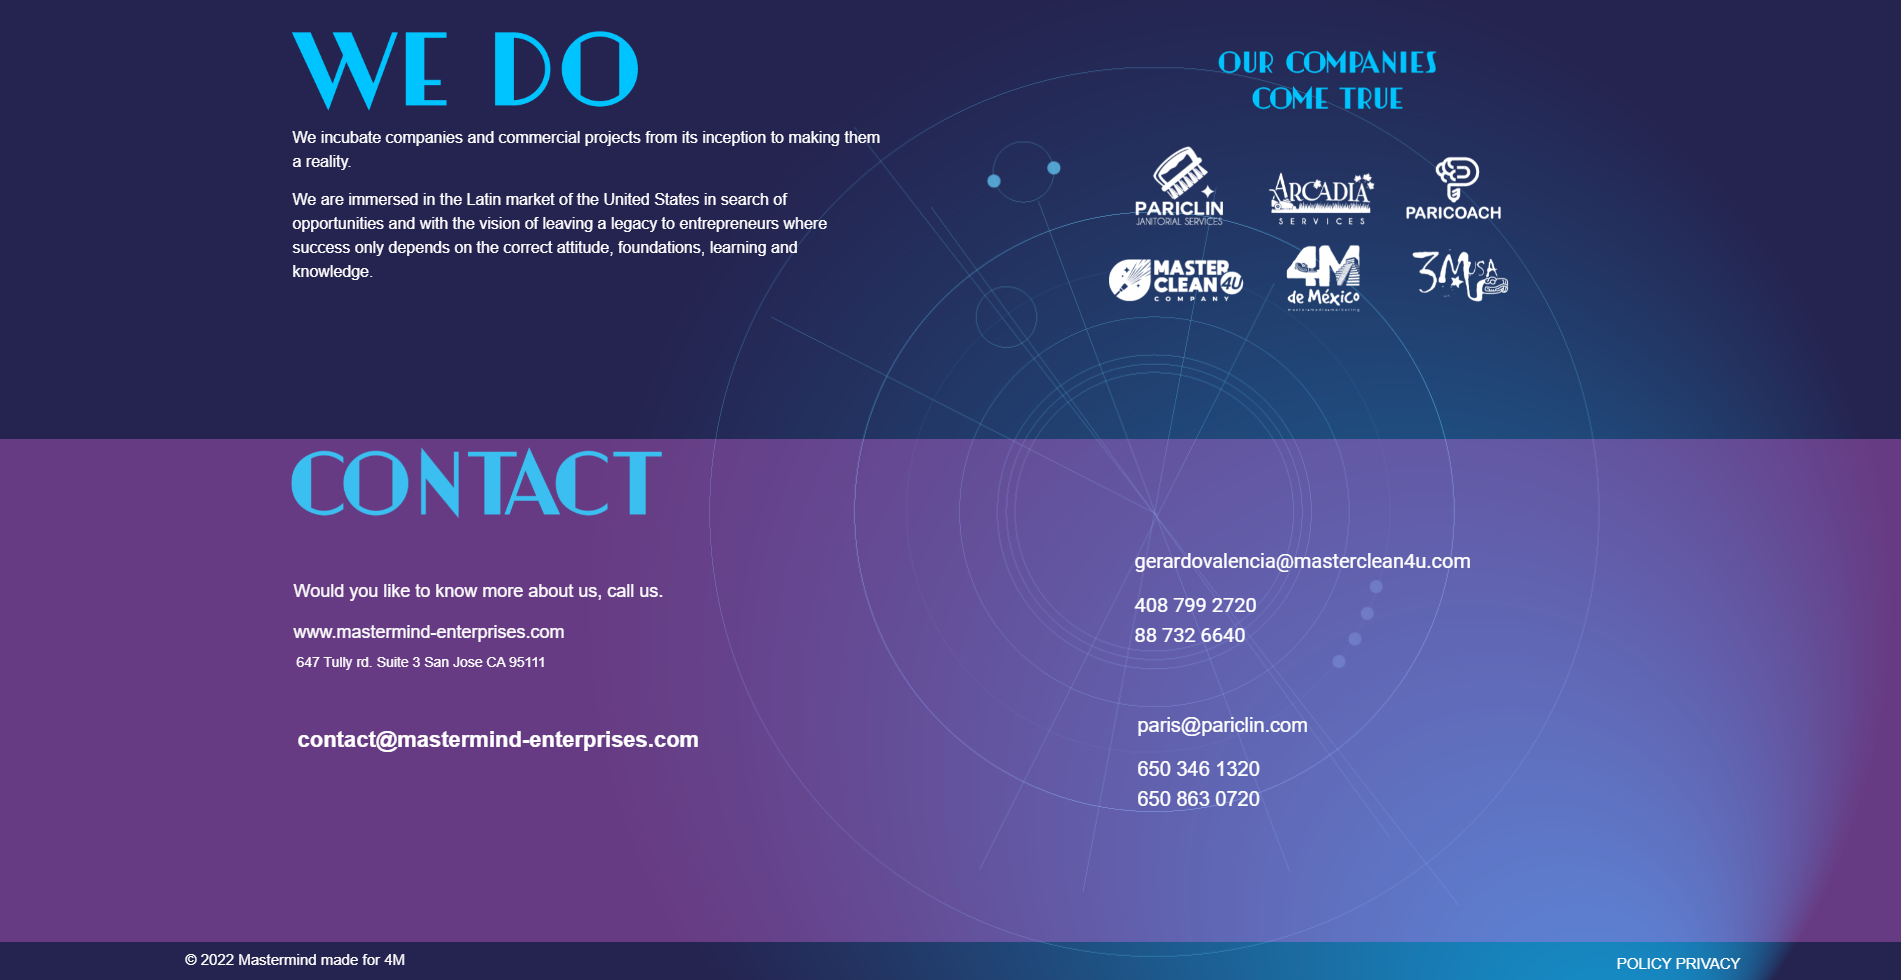 WE DO
We incubate companies and commercial projects from its inception to making them
a reality.
We are immersed in the Latin market of the United States in search of
opportunities and with the vision of leaving a legacy to entrepreneurs where
success only depends on the correct attitude, foundations, learning and
knowledge.
OUR COMPANIES
COME TRUE
PARICLIN
JANITORIAL SERVICES
ARCADIA
SERVICES
PARICOACH
MASTER
CLEAN 4U
COMPANY
4M
de México
3MUSA
CONTACT
Would you like to know more about us, call us.
www.mastermind-enterprises.com
647 Tully rd. Suite 3 San Jose CA 95111
contact@mastermind-enterprises.com
gerardovalencia@masterclean4u.com
408 799 2720
88 732 6640
paris@pariclin.com
650 346 1320
650 863 0720
© 2022 Mastermind made for 4M
POLICY PRIVACY